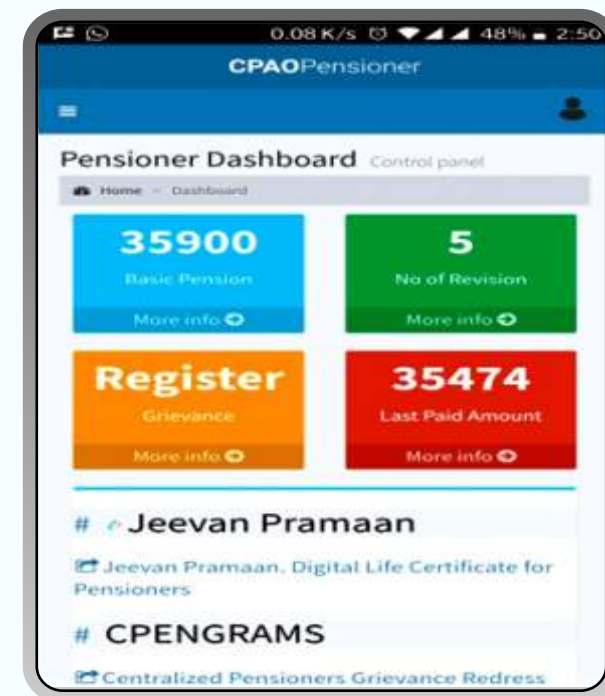 0.08 K/s 48% 2:50
CPAOPensioner
Pensioner Dashboard Control panel
Home - Dashboard
35900
Basic Pension
More info
5
No of Revision
More info
Register
Grievance
More info
35474
Last Paid Amount
More info
# Jeevan Pramaan
Jeevan Pramaan, Digital Life Certificate for
Pensioners
# CPENGRAMS
Centralized Pensioners Grievance Redress